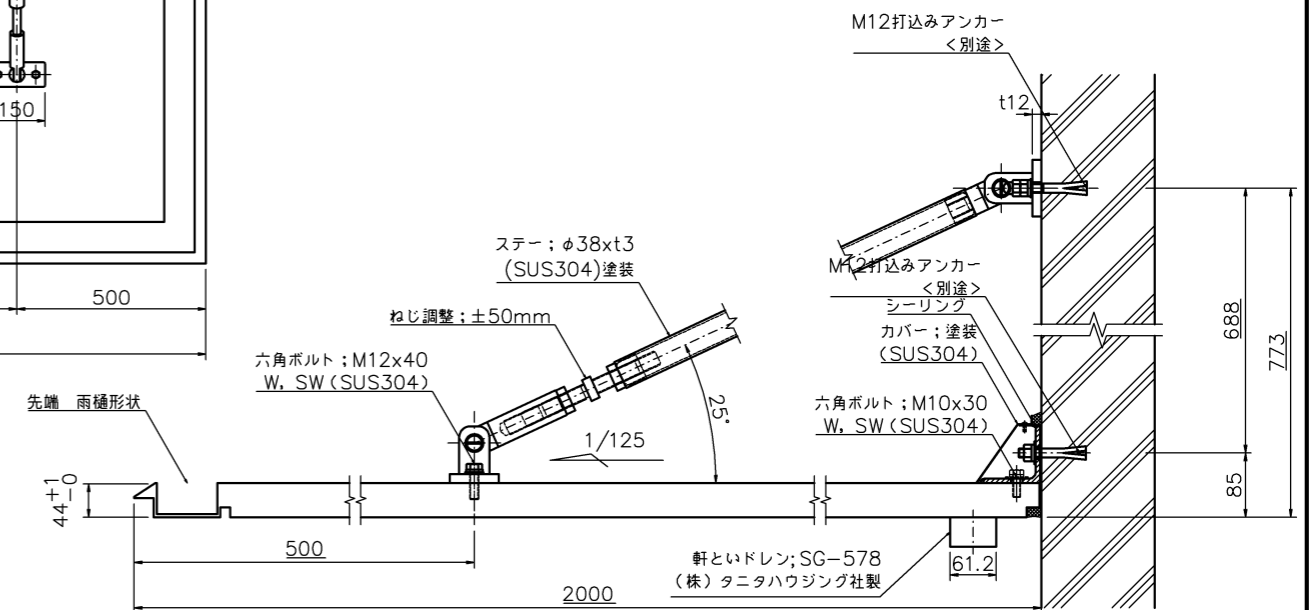 M12打込みアンカー
<別途>
t12
150
ステー；φ38xt3
(SUS304)塗装
500
M12打込みアンカー
<別途>
シーリング
ねじ調整；±50mm
カバー；塗装
(SUS304)
688
773
六角ボルト；M12x40
W, SW(SUS304)
25°
先端 雨樋形状
1/125
六角ボルト；M10x30
W, SW(SUS304)
44+1-0
85
500
軒といドレン;SG-578
(株) タニタハウジング社製
61.2
2000